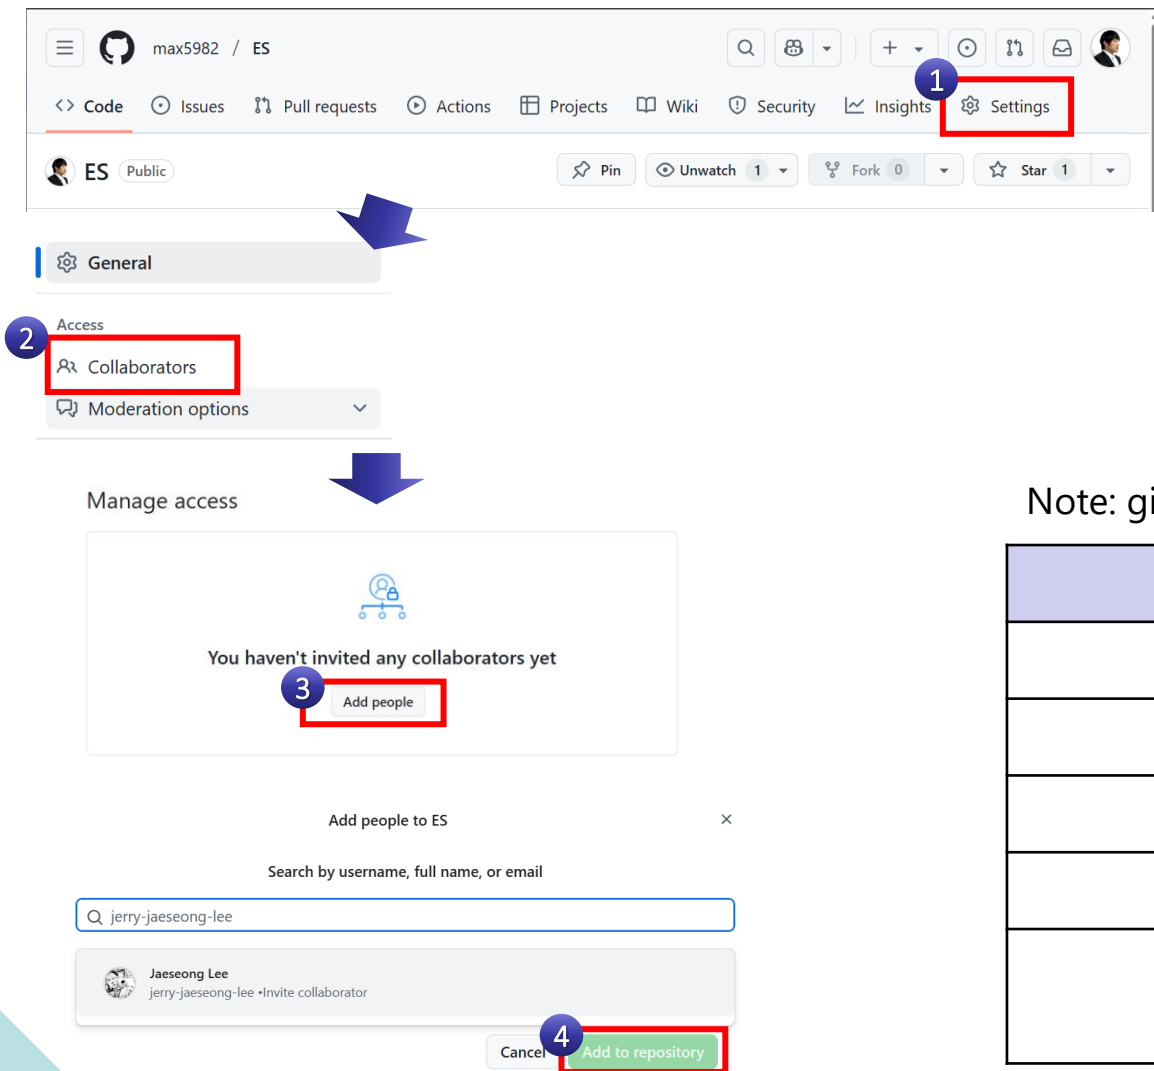 max5982 / ES
1
Code Issues Pull requests Actions Projects Wiki Security Insights Settings
ES Public Pin Unwatch 1 Fork 0 Star 1
General
Access
2
Collaborators
Moderation options
Manage access
You haven't invited any collaborators yet
3
Add people
Add people to ES
Search by username, full name, or email
jerry-jaeseong-lee
Jaeseong Lee
jerry-jaeseong-lee •Invite collaborator
4
Cancel Add to repository
Note: gi